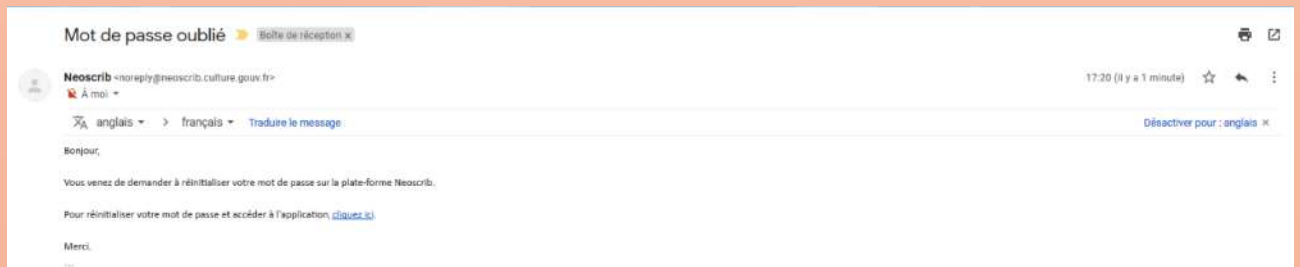 Mot de passe oublié Boîte de réception x
Neoscrib <noreply@neoscrib.culture.gouv.fr> 17:20 (il y a 1 minute)
À moi
anglais > français Traduire le message Désactiver pour : anglais x
Bonjour,
Vous venez de demander à réinitialiser votre mot de passe sur la plate-forme Neoscrib.
Pour réinitialiser votre mot de passe et accéder à l'application, cliquez ici.
Merci.
...